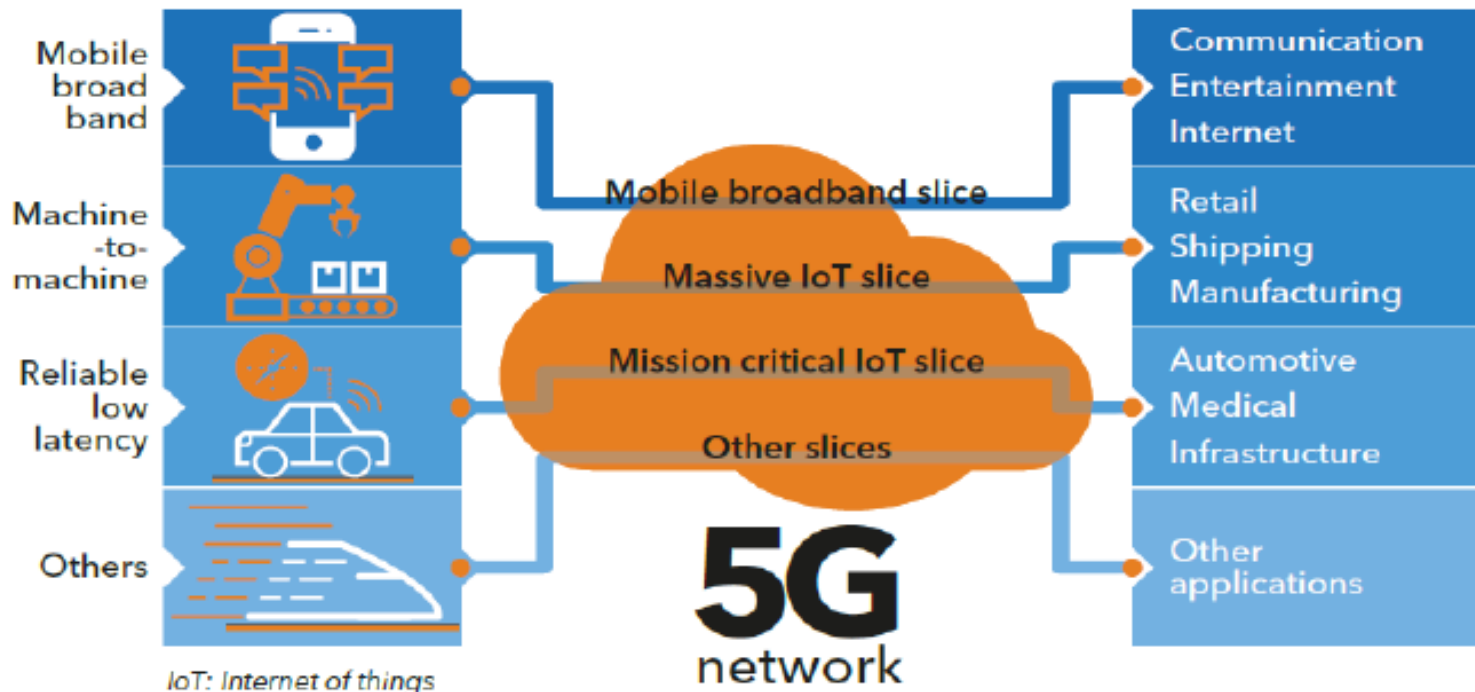 Mobile
broad
band
Machine
-to-
machine
Reliable
low
latency
Others
IoT: Internet of things
Mobile broadband slice
Massive IoT slice
Mission critical IoT slice
Other slices
5G
network
Communication
Entertainment
Internet
Retail
Shipping
Manufacturing
Automotive
Medical
Infrastructure
Other
applications